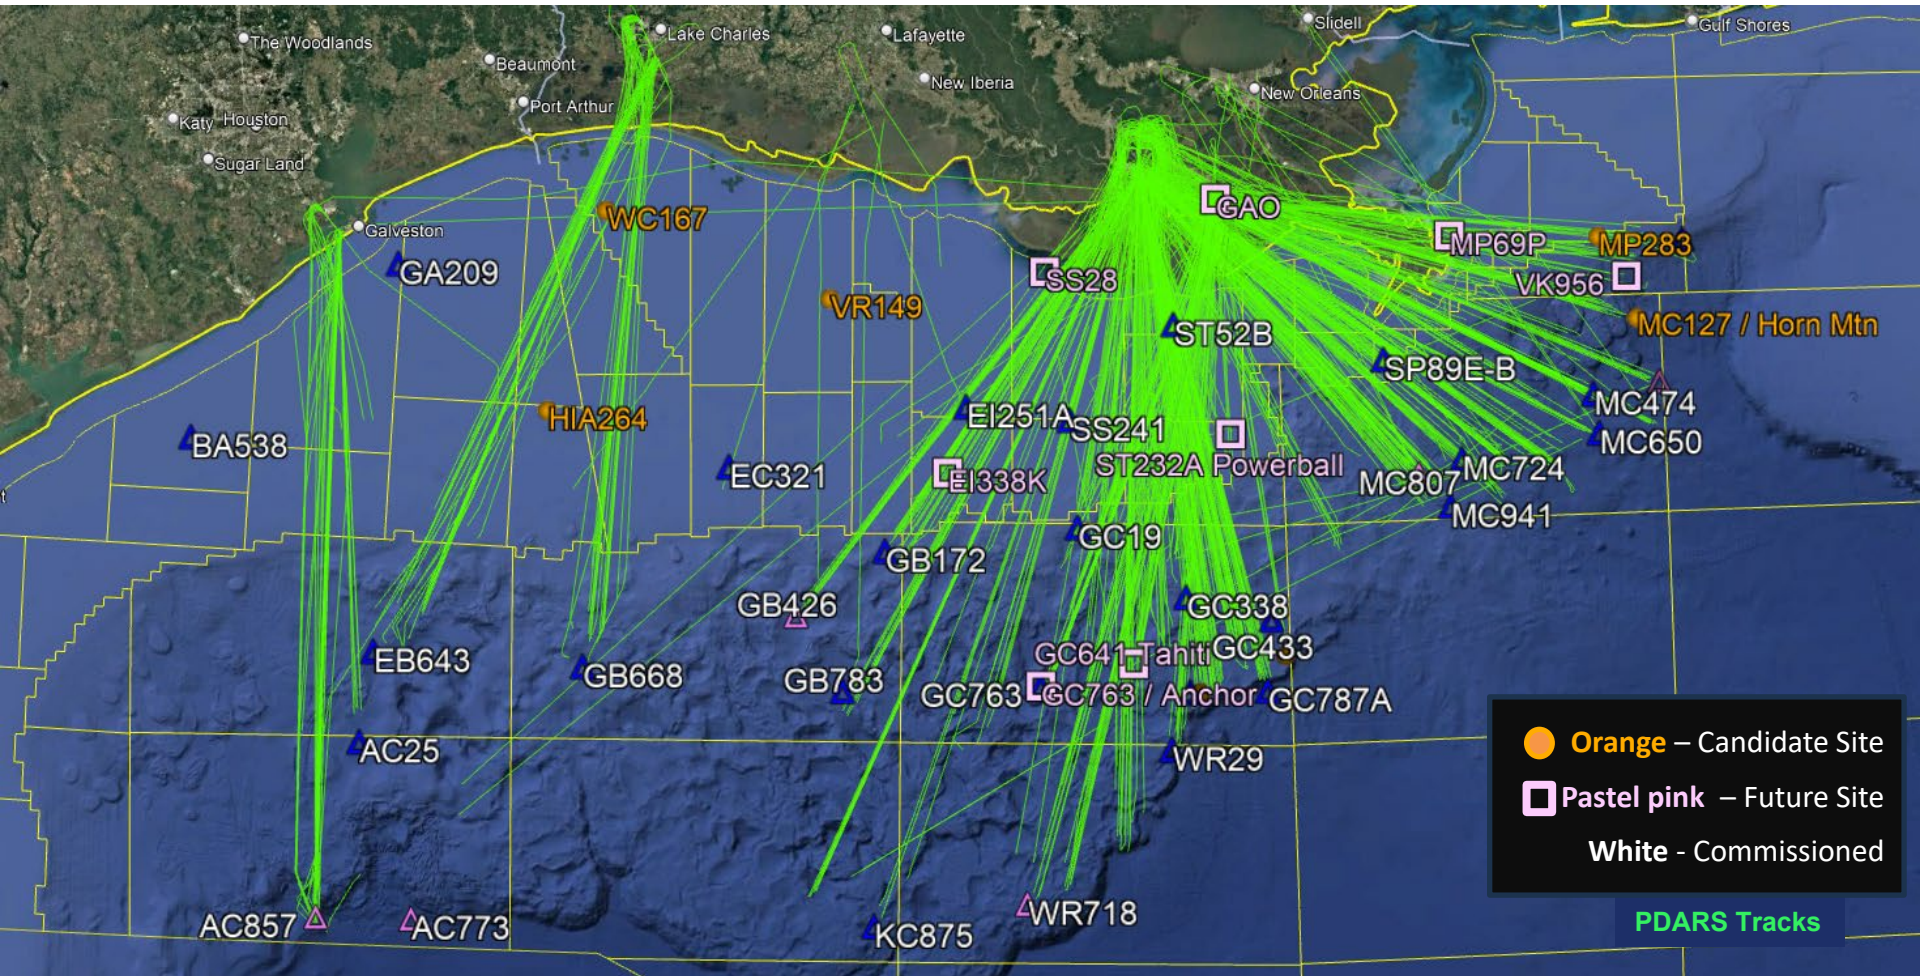 Slidell
Gulf Shores
The Woodlands
Lake Charles
Lafayette
Beaumont
New Iberia
New Orleans
Port Arthur
Katy
Houston
Sugar Land
Galveston
GAO
WC167
MP69P
MP283
GA209
SS28
VK956
VR149
MC127 / Horn Mtn
ST52B
SP89E-B
MC474
HIA264
EI251A
SS241
BA538
MC650
ST232A Powerball
EC321
EI338K
MC807
MC724
MC941
GC19
GB172
GB426
GC338
GC641 Tahiti
GC433
EB643
GB668
GB783
GC763
GC763 / Anchor
GC787A
AC25
WR29
Orange – Candidate Site
Pastel pink – Future Site
White - Commissioned
AC857
AC773
KC875
WR718
PDARS Tracks
t